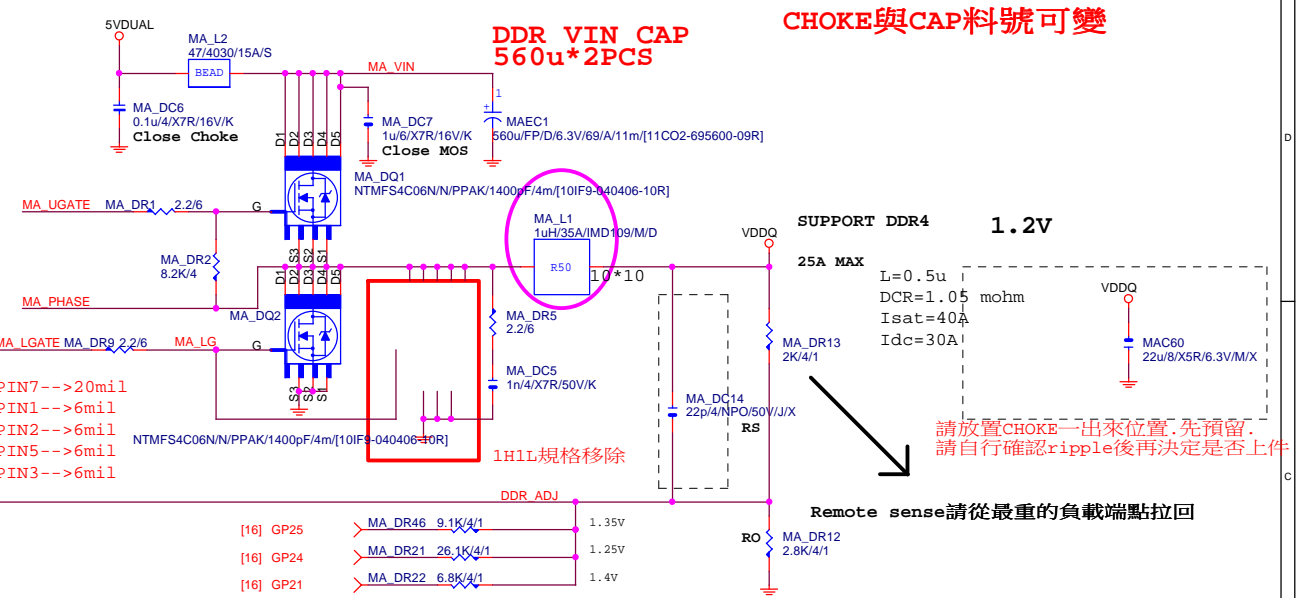 CHOKE與CAP料號可變
5VDUAL
MA_L2
47/4030/15A/S
BEAD
MA_VIN
DDR VIN CAP
560u*2PCS
MA_DC6
0.1u/4/X7R/16V/K
Close Choke
D1
D2
D3
D4
D5
MA_DC7
1u/6/X7R/16V/K
Close MOS
1
+
MAEC1
560u/FP/D/6.3V/69/A/11m/[11CO2-695600-09R]
D
MA_DQ1
NTMFS4C06N/N/PPAK/1400pF/4m/[10IF9-040406-10R]
MA_UGATE
MA_DR1
2.2/6
G
S3
S2
S1
MA_DR2
8.2K/4
MA_L1
1uH/35A/IMD109/M/D
R50
10*10
VDDQ
SUPPORT DDR4
1.2V
25A MAX
L=0.5u
DCR=1.05 mohm
Isat=40A
Idc=30A
VDDQ
MAC60
22u/8/X5R/6.3V/M/X
MA_PHASE
D1
D2
D3
D4
D5
MA_DQ2
MA_LGATE
MA_DR9
2.2/6
MA_LG
G
S3
S2
S1
MA_DR5
2.2/6
MA_DC5
1n/4/X7R/50V/K
MA_DR13
2K/4/1
MA_DC14
22p/4/NPO/50V/J/X
RS
PIN7-->20mil
PIN1-->6mil
PIN2-->6mil
PIN5-->6mil
PIN3-->6mil
NTMFS4C06N/N/PPAK/1400pF/4m/[10IF9-040406-10R]
1H1L規格移除
請放置CHOKE一出來位置.先預留.
請自行確認ripple後再決定是否上件
C
DDR_ADJ
Remote sense請從最重的負載端點拉回
[16] GP25
MA_DR46
9.1K/4/1
1.35V
[16] GP24
MA_DR21
26.1K/4/1
1.25V
[16] GP21
MA_DR22
6.8K/4/1
1.4V
RO
MA_DR12
2.8K/4/1